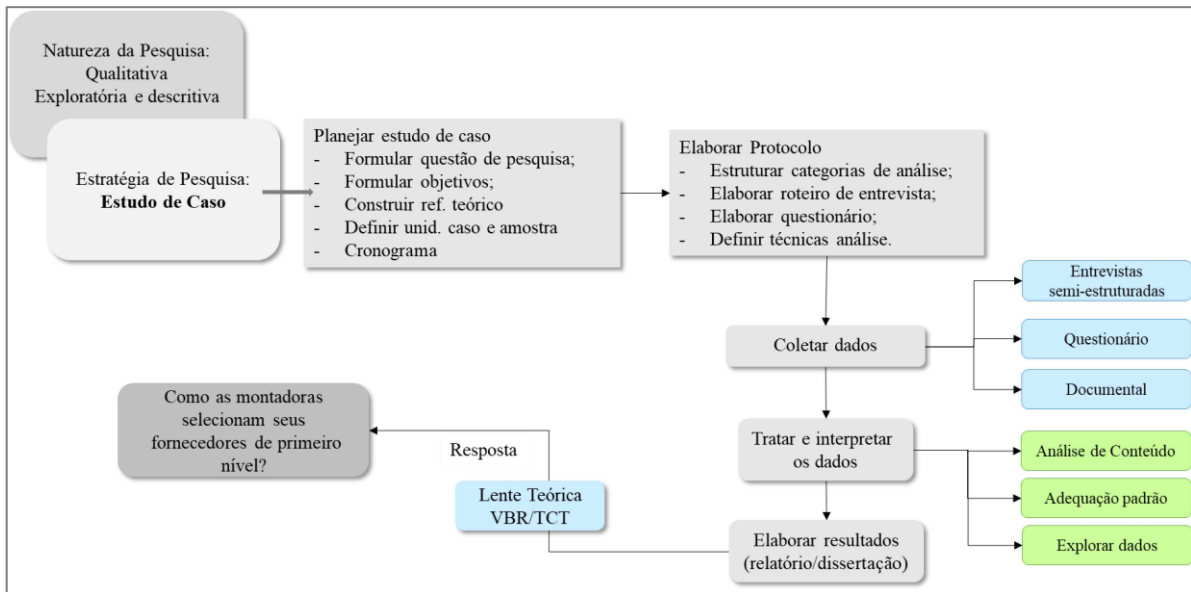 Natureza da Pesquisa:
Qualitativa
Exploratória e descritiva
Estratégia de Pesquisa:
Estudo de Caso
Planejar estudo de caso
- Formular questão de pesquisa;
- Formular objetivos;
- Construir ref. teórico
- Definir unid. caso e amostra
- Cronograma
Elaborar Protocolo
- Estruturar categorias de análise;
- Elaborar roteiro de entrevista;
- Elaborar questionário;
- Definir técnicas análise.
Coletar dados
Entrevistas
semi-estruturadas
Questionário
Documental
Tratar e interpretar
os dados
Análise de Conteúdo
Adequação padrão
Explorar dados
Elaborar resultados
(relatório/dissertação)
Lente Teórica
VBR/TCT
Resposta
Como as montadoras
selecionam seus
fornecedores de primeiro
nível?